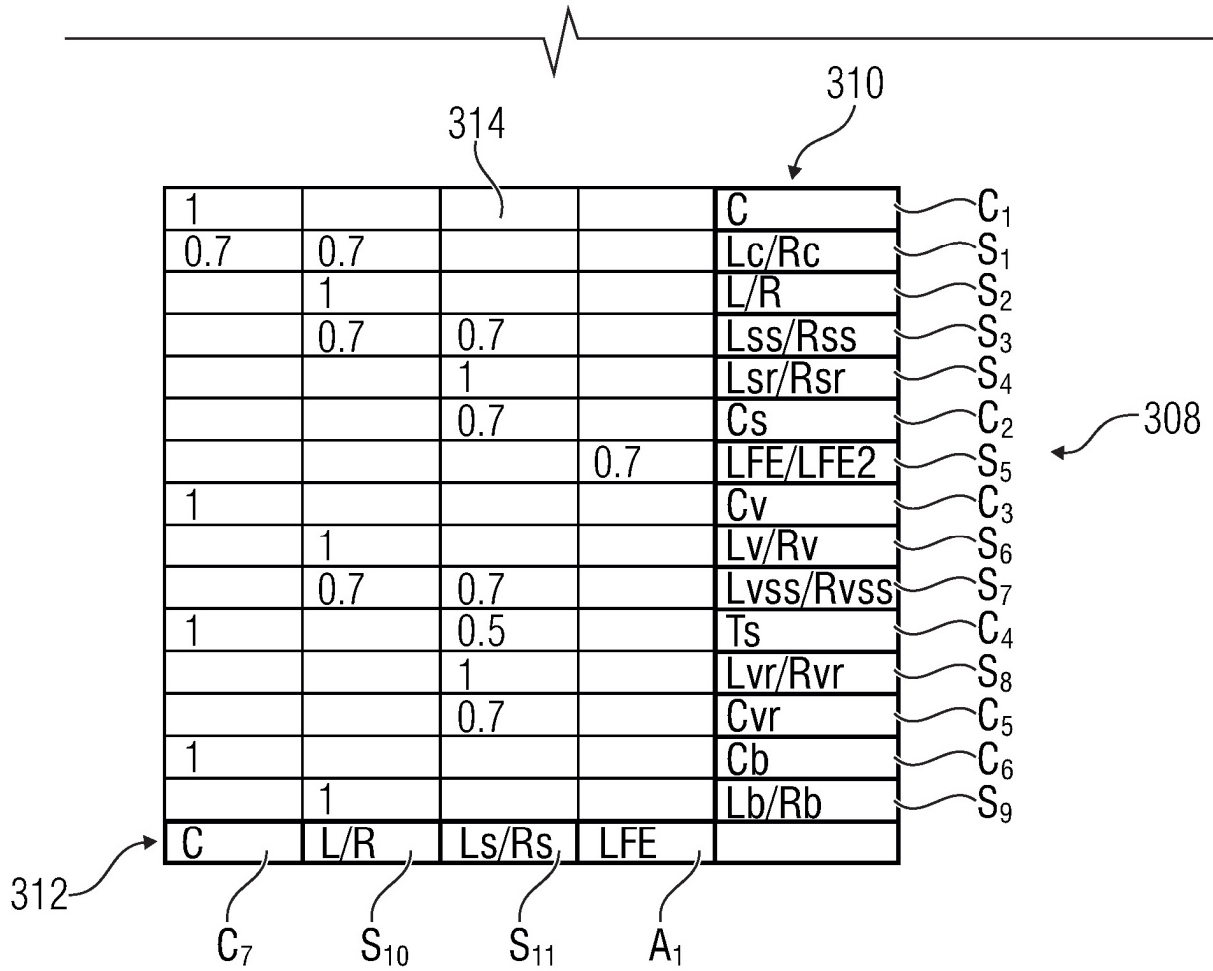 310
314
1 C C₁
0.7 0.7 Lc/Rc S₁
1 L/R S₂
0.7 0.7 Lss/Rss S₃
1 Lsr/Rsr S₄
0.7 Cs C₂
308
0.7 LFE/LFE2 S₅
1 Cv C₃
1 Lv/Rv S₆
0.7 0.7 Lvss/Rvss S₇
1 0.5 Ts C₄
1 Lvr/Rvr S₈
0.7 Cvr C₅
1 Cb C₆
1 Lb/Rb S₉
C L/R Ls/Rs LFE
312
C₇ S₁₀ S₁₁ A₁